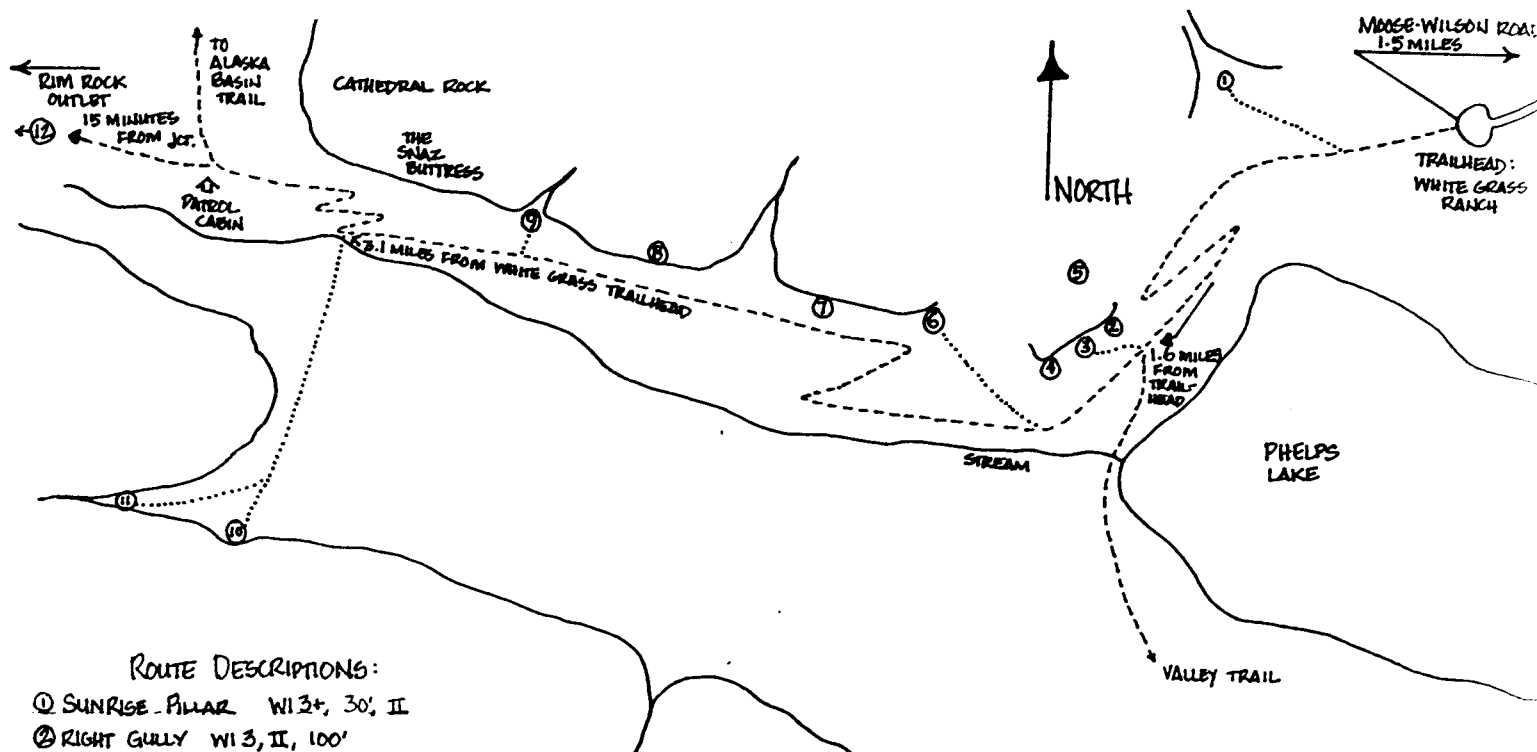 MOOSE-WILSON ROAD
1.5 MILES
TO
ALASKA
BASIN
TRAIL
RIM ROCK
OUTLET
CATHEDRAL ROCK
①
⑫
15 MINUTES
FROM JCT.
THE
SNAZ
BUTTRESS
TRAILHEAD:
WHITE GRASS
RANCH
NORTH
PATROL
CABIN
⑨
3.1 MILES FROM WHITE GRASS TRAILHEAD
⑧
⑤
⑦
⑥
②
③
④
1.6 MILES
FROM
TRAIL-
HEAD
STREAM
PHELPS
LAKE
⑪
⑩
VALLEY TRAIL
ROUTE DESCRIPTIONS:
① SUNRISE PILLAR WI 3+, 30', II
② RIGHT GULLY WI 3, II, 100'